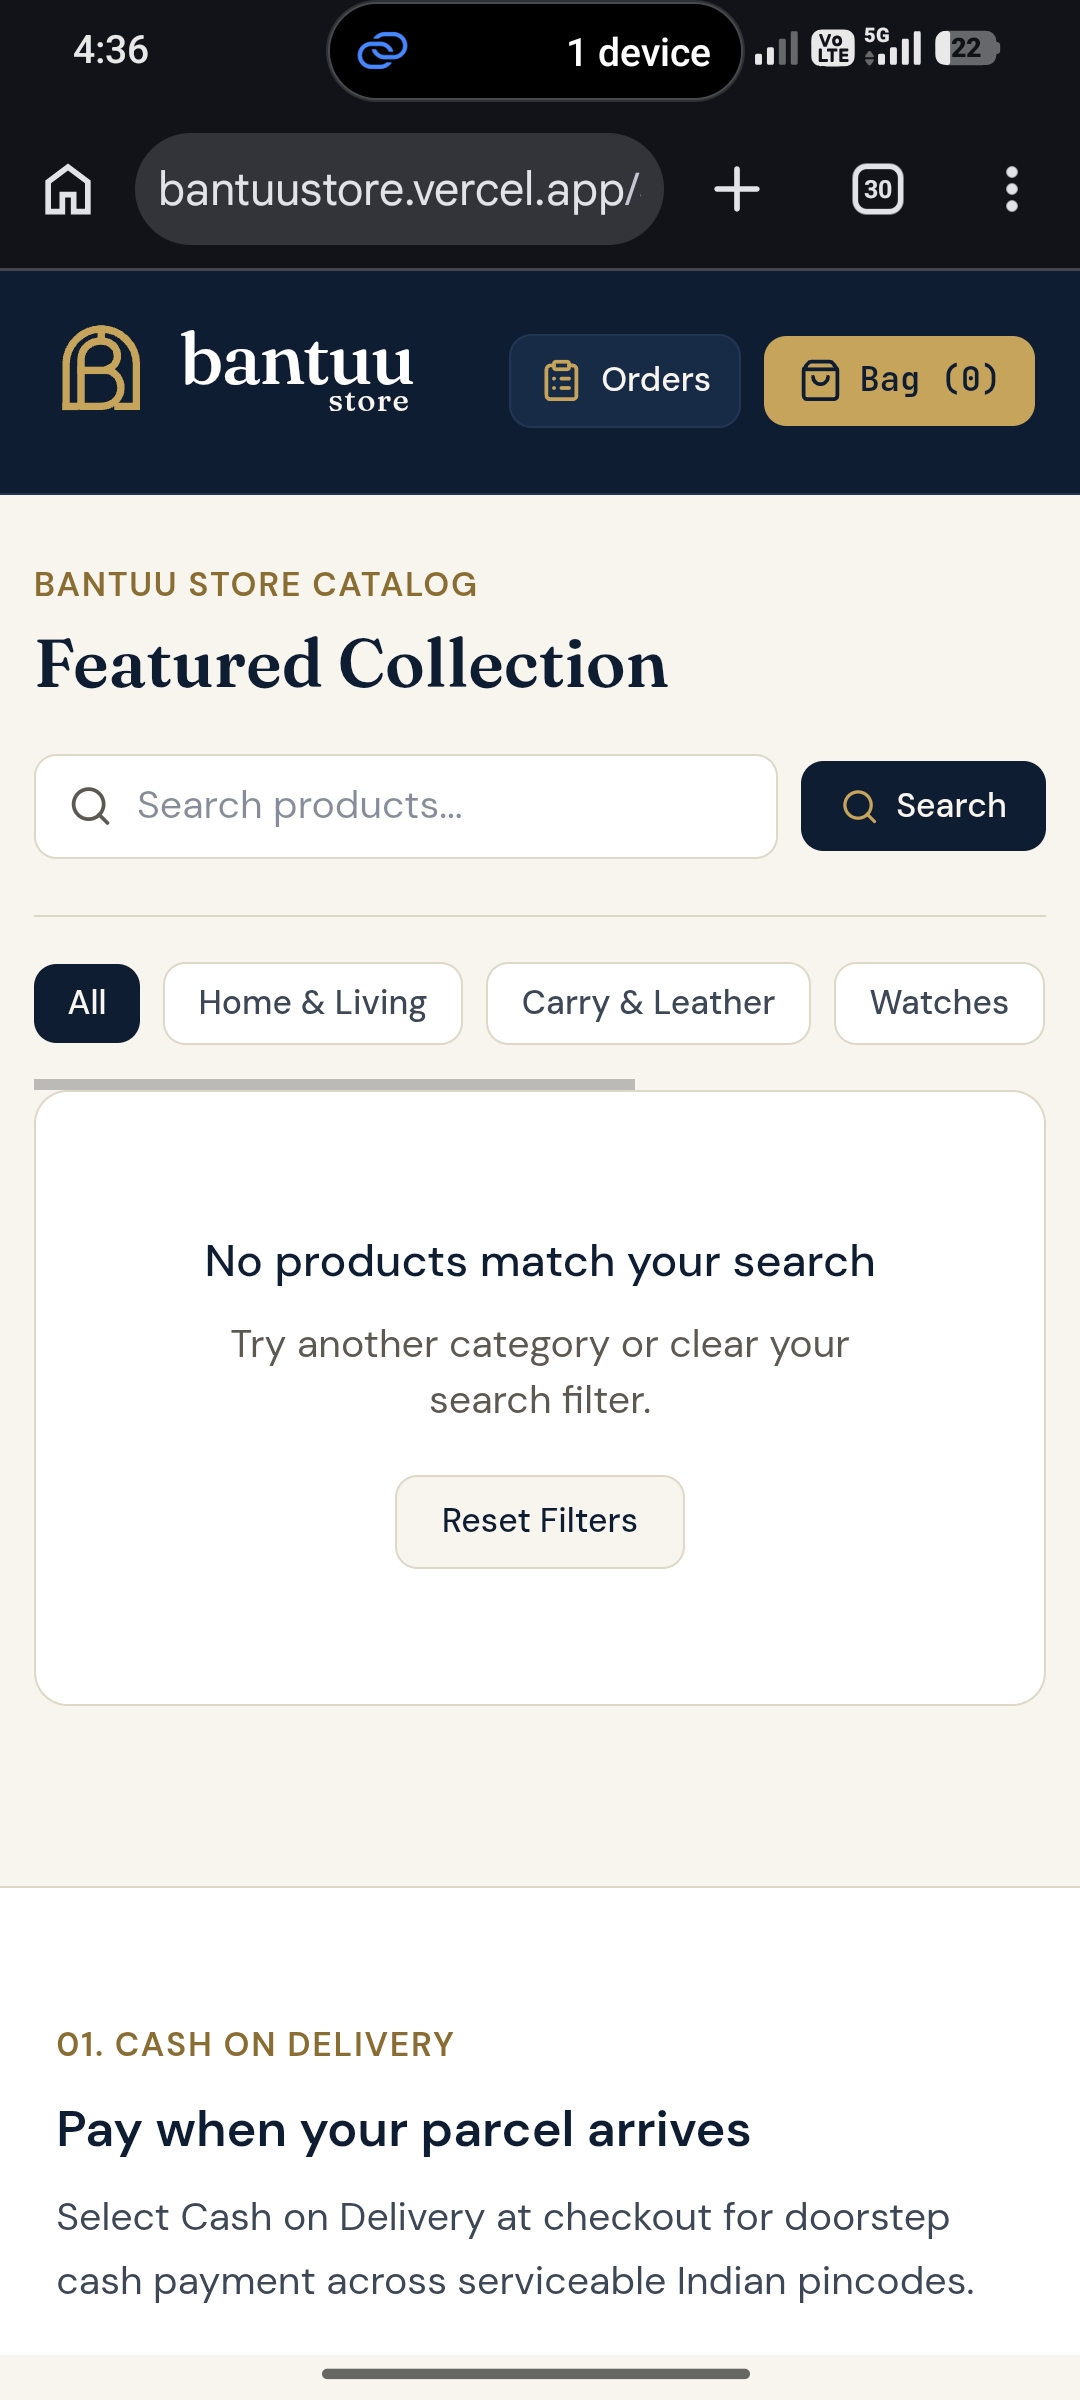 4:36
1 device
Vo
LTE
5G
22
bantuustore.vercel.app/
30
bantuu
store
Orders
Bag (0)
BANTUU STORE CATALOG
Featured Collection
Search products...
Search
All
Home & Living
Carry & Leather
Watches
No products match your search
Try another category or clear your
search filter.
Reset Filters
01. CASH ON DELIVERY
Pay when your parcel arrives
Select Cash on Delivery at checkout for doorstep
cash payment across serviceable Indian pincodes.